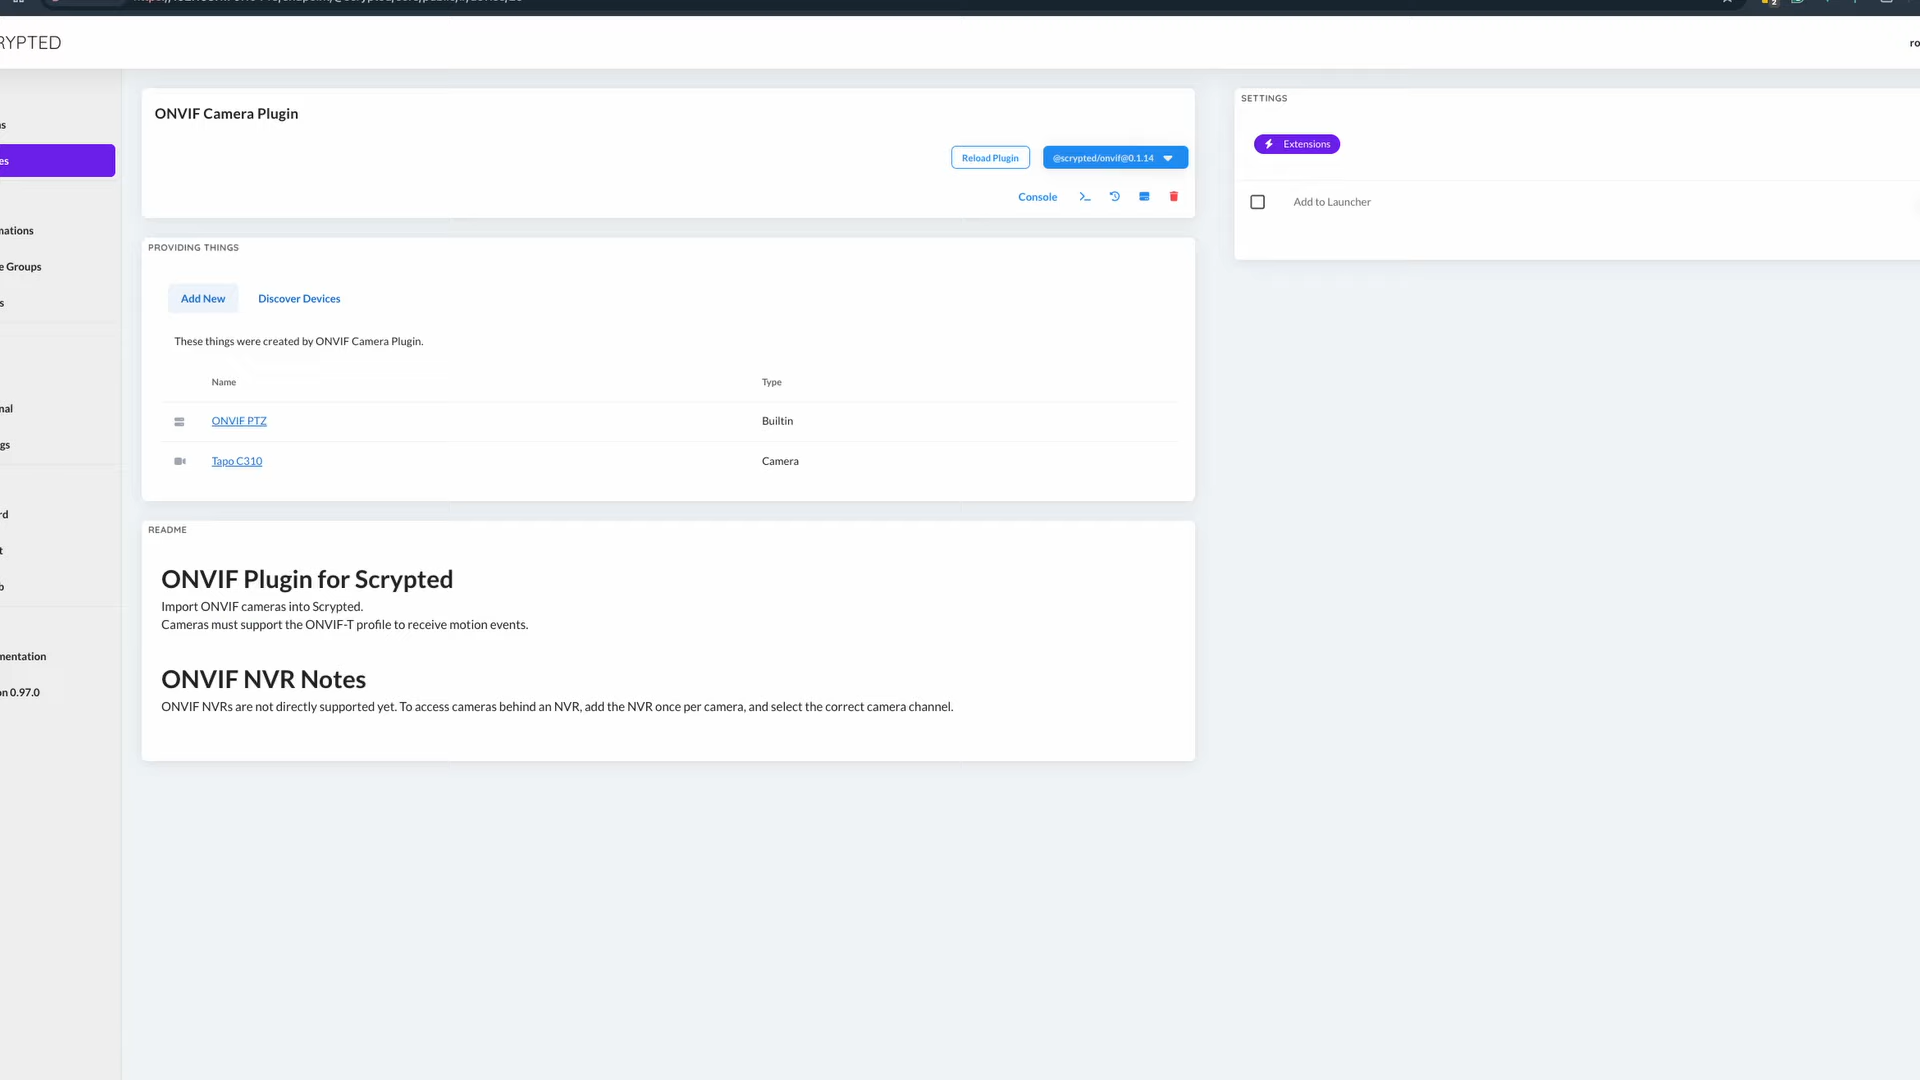 RYPTED
ro
ONVIF Camera Plugin
Reload Plugin
@scrypted/onvif@0.1.14
Console
SETTINGS
Extensions
Add to Launcher
PROVIDING THINGS
Add New
Discover Devices
These things were created by ONVIF Camera Plugin.
Name Type
ONVIF PTZ Builtin
Tapo C310 Camera
README
ONVIF Plugin for Scrypted
Import ONVIF cameras into Scrypted.
Cameras must support the ONVIF-T profile to receive motion events.
ONVIF NVR Notes
ONVIF NVRs are not directly supported yet. To access cameras behind an NVR, add the NVR once per camera, and select the correct camera channel.
s
es
mations
e Groups
s
nal
gs
rd
t
b
mentation
on 0.97.0